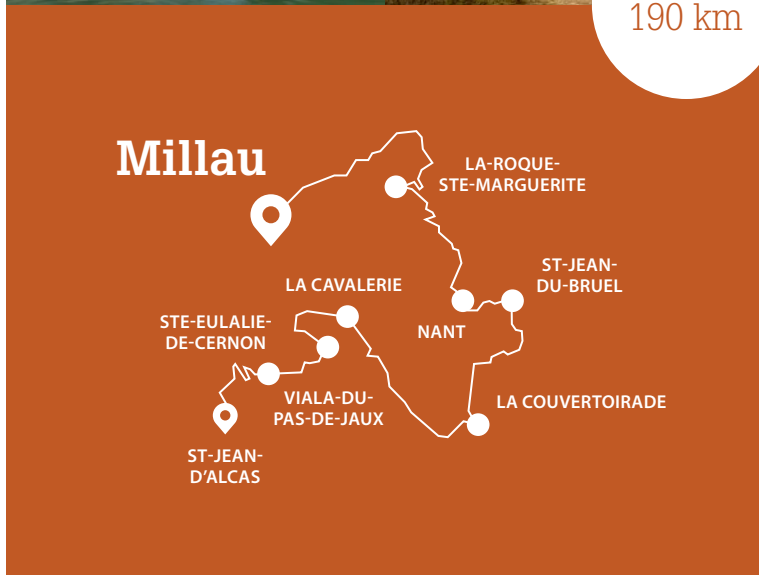 190 km
Millau
LA-ROQUE-
STE-MARGUERITE
ST-JEAN-
DU-BRUEL
LA CAVALERIE
STE-EULALIE-
DE-CERNON
NANT
VIALA-DU-
PAS-DE-JAUX
LA COUVERTOIRADE
ST-JEAN-
D'ALCAS